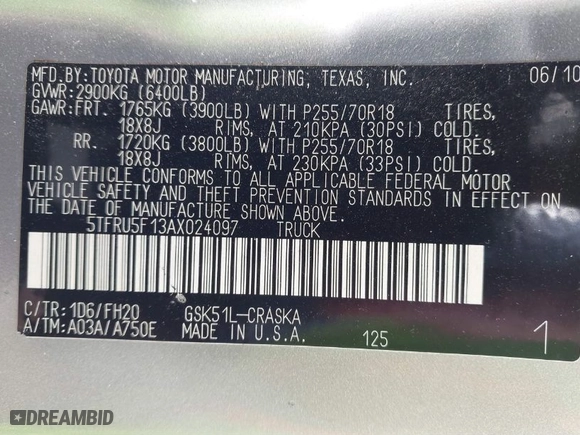 MFD.BY:TOYOTA MOTOR MANUFACTURING, TEXAS, INC. 06/10
GVWR:2900KG (6400LB)
GAWR:FRT. 1765KG (3900LB) WITH P255/70R18 TIRES,
18X8J RIMS, AT 210KPA (30PSI) COLD.
RR. 1720KG (3800LB) WITH P255/70R18 TIRES,
18X8J RIMS, AT 230KPA (33PSI) COLD.
THIS VEHICLE CONFORMS TO ALL APPLICABLE FEDERAL MOTOR
VEHICLE SAFETY AND THEFT PREVENTION STANDARDS IN EFFECT ON
THE DATE OF MANUFACTURE SHOWN ABOVE.
5TFRU5F13AX024097 TRUCK
C/TR:1D6/FH20 GSK51L-CRASKA
A/TM:A03A/A750E MADE IN U.S.A. 125 1
DREAMBID